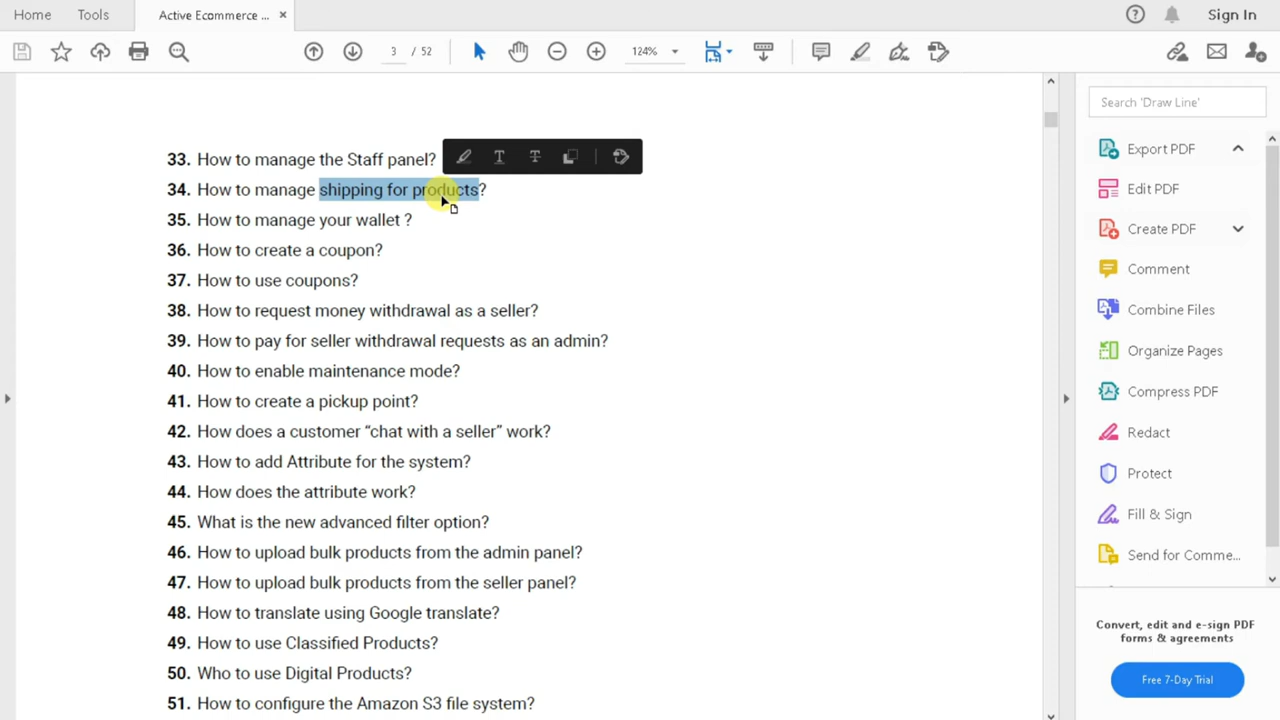 Home Tools Active Ecommerce ... × Sign In
3 / 52 124%
33. How to manage the Staff panel?
34. How to manage shipping for products?
35. How to manage your wallet ?
36. How to create a coupon?
37. How to use coupons?
38. How to request money withdrawal as a seller?
39. How to pay for seller withdrawal requests as an admin?
40. How to enable maintenance mode?
41. How to create a pickup point?
42. How does a customer “chat with a seller” work?
43. How to add Attribute for the system?
44. How does the attribute work?
45. What is the new advanced filter option?
46. How to upload bulk products from the admin panel?
47. How to upload bulk products from the seller panel?
48. How to translate using Google translate?
49. How to use Classified Products?
50. Who to use Digital Products?
51. How to configure the Amazon S3 file system?
Search 'Draw Line'
Export PDF
Edit PDF
Create PDF
Comment
Combine Files
Organize Pages
Compress PDF
Redact
Protect
Fill & Sign
Send for Comme...
Convert, edit and e-sign PDF
forms & agreements
Free 7-Day Trial